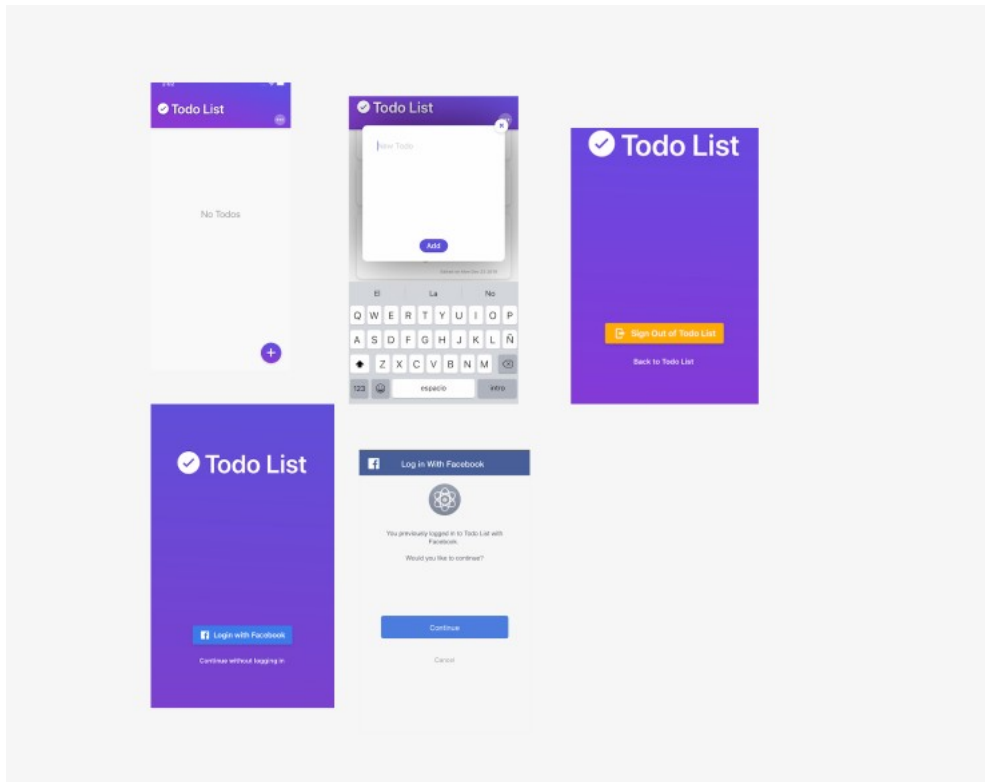 Todo List
No Todos
+
Todo List
New Todo
Add
El La No
Q W E R T Y U I O P
A S D F G H J K L Ñ
Z X C V B N M
123 espacio intro
Todo List
Sign Out of Todo List
Back to Todo List
Todo List
Login with Facebook
Continue without logging in
Log in With Facebook
You previously logged in to Todo List with
Facebook.
Would you like to continue?
Continue
Cancel